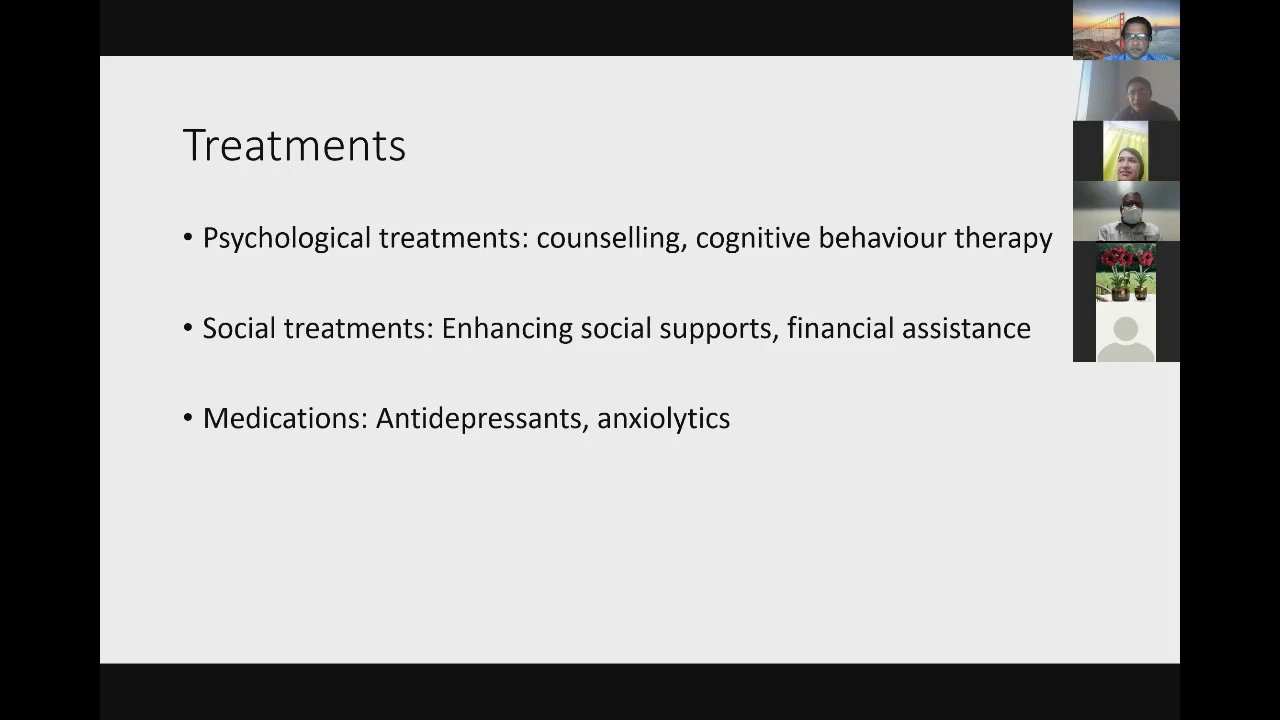 Treatments
• Psychological treatments: counselling, cognitive behaviour therapy
• Social treatments: Enhancing social supports, financial assistance
• Medications: Antidepressants, anxiolytics